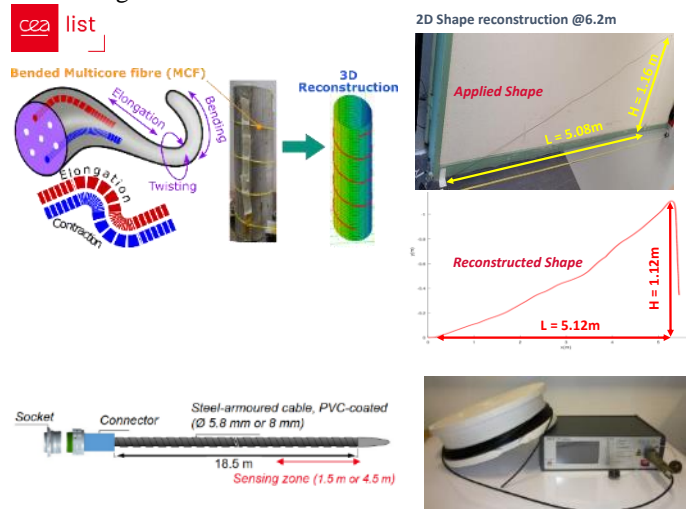 cea list
2D Shape reconstruction @6.2m
Bended Multicore fibre (MCF)
Elongation
Bending
Twisting
Elongation
Contraction
3D
Reconstruction
Applied Shape
H = 1.16 m
L = 5.08m
Reconstructed Shape
H = 1.12m
L = 5.12m
Socket
Connector
Steel-armoured cable, PVC-coated
(Ø 5.8 mm or 8 mm)
18.5 m
Sensing zone (1.5 m or 4.5 m)